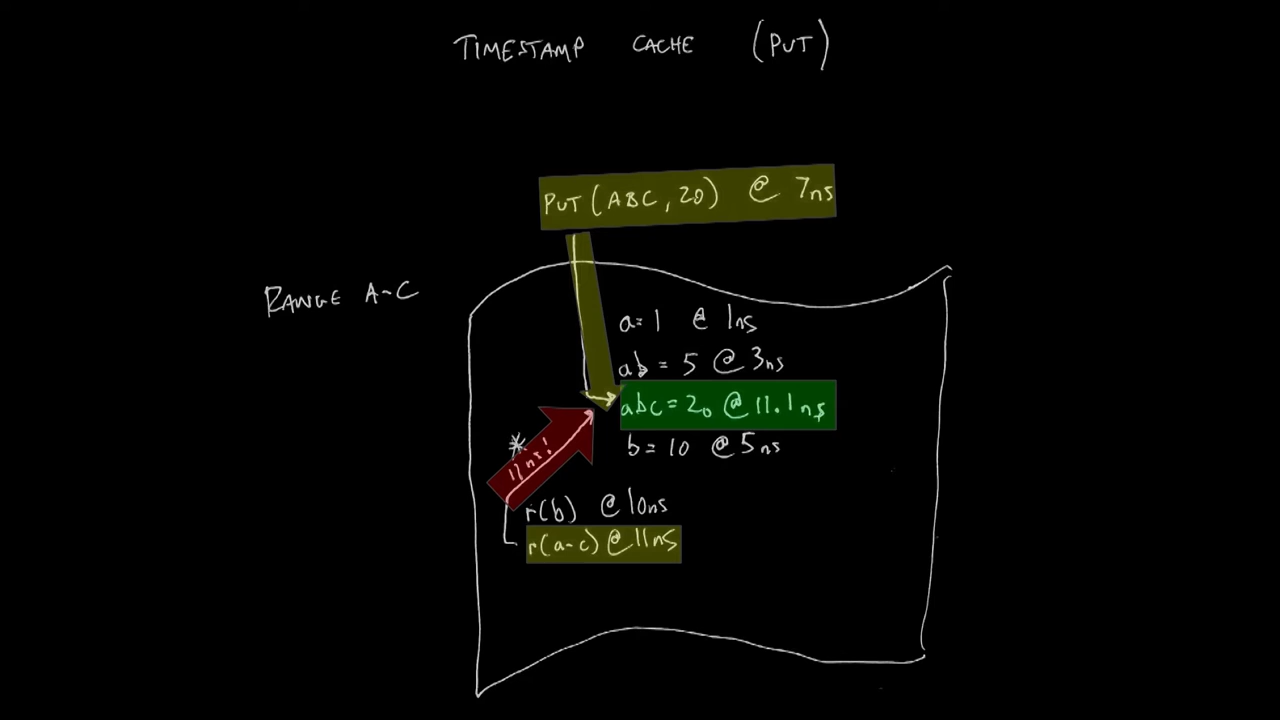 TIMESTAMP CACHE (PUT)
PUT (ABC, 20) @ 7ns
RANGE A-C
a=1 @ 1ns
ab = 5 @ 3ns
abc = 20 @ 11.1ns
b = 10 @ 5ns
* 11ns!
r(b) @ 10ns
r(a-c) @ 11ns